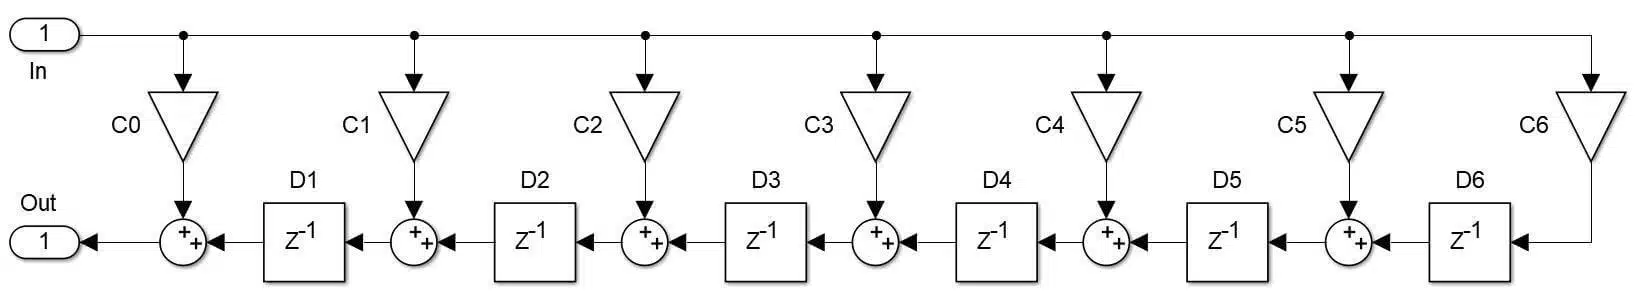 1
In
C0
C1
C2
C3
C4
C5
C6
D1
D2
D3
D4
D5
D6
Out
1
++
z⁻¹
++
z⁻¹
++
z⁻¹
++
z⁻¹
++
z⁻¹
++
z⁻¹